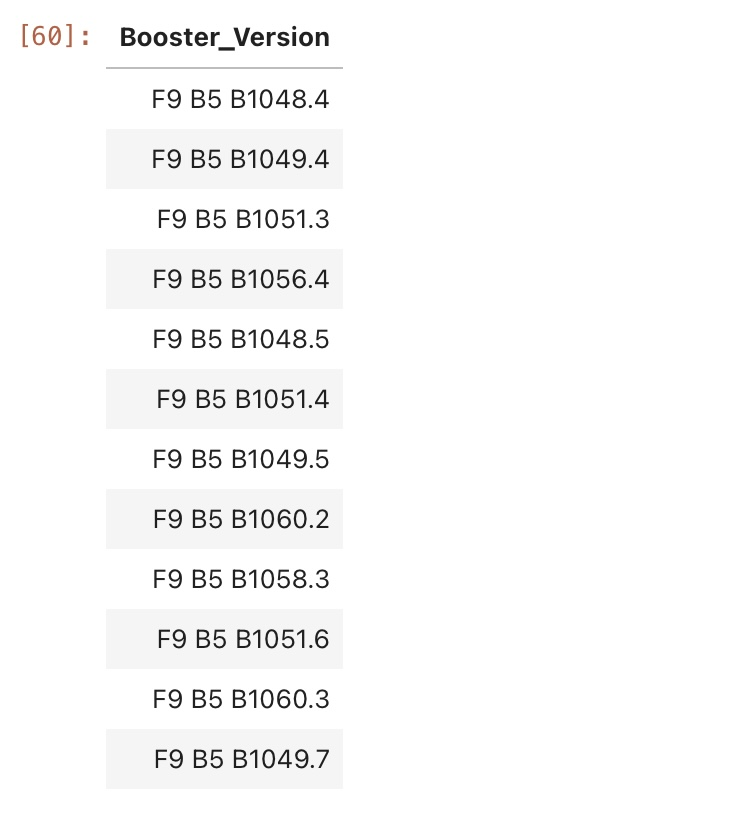 [60]: Booster_Version
F9 B5 B1048.4
F9 B5 B1049.4
F9 B5 B1051.3
F9 B5 B1056.4
F9 B5 B1048.5
F9 B5 B1051.4
F9 B5 B1049.5
F9 B5 B1060.2
F9 B5 B1058.3
F9 B5 B1051.6
F9 B5 B1060.3
F9 B5 B1049.7